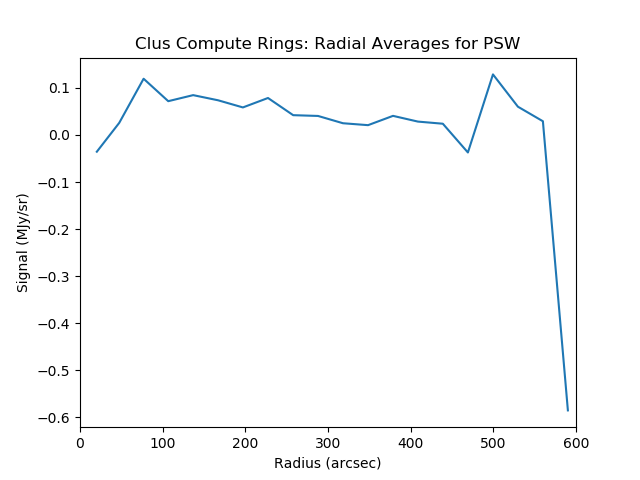 Clus Compute Rings: Radial Averages for PSW
0.1
0.0
−0.1
−0.2
−0.3
−0.4
−0.5
−0.6
Signal (MJy/sr)
0 100 200 300 400 500 600
Radius (arcsec)